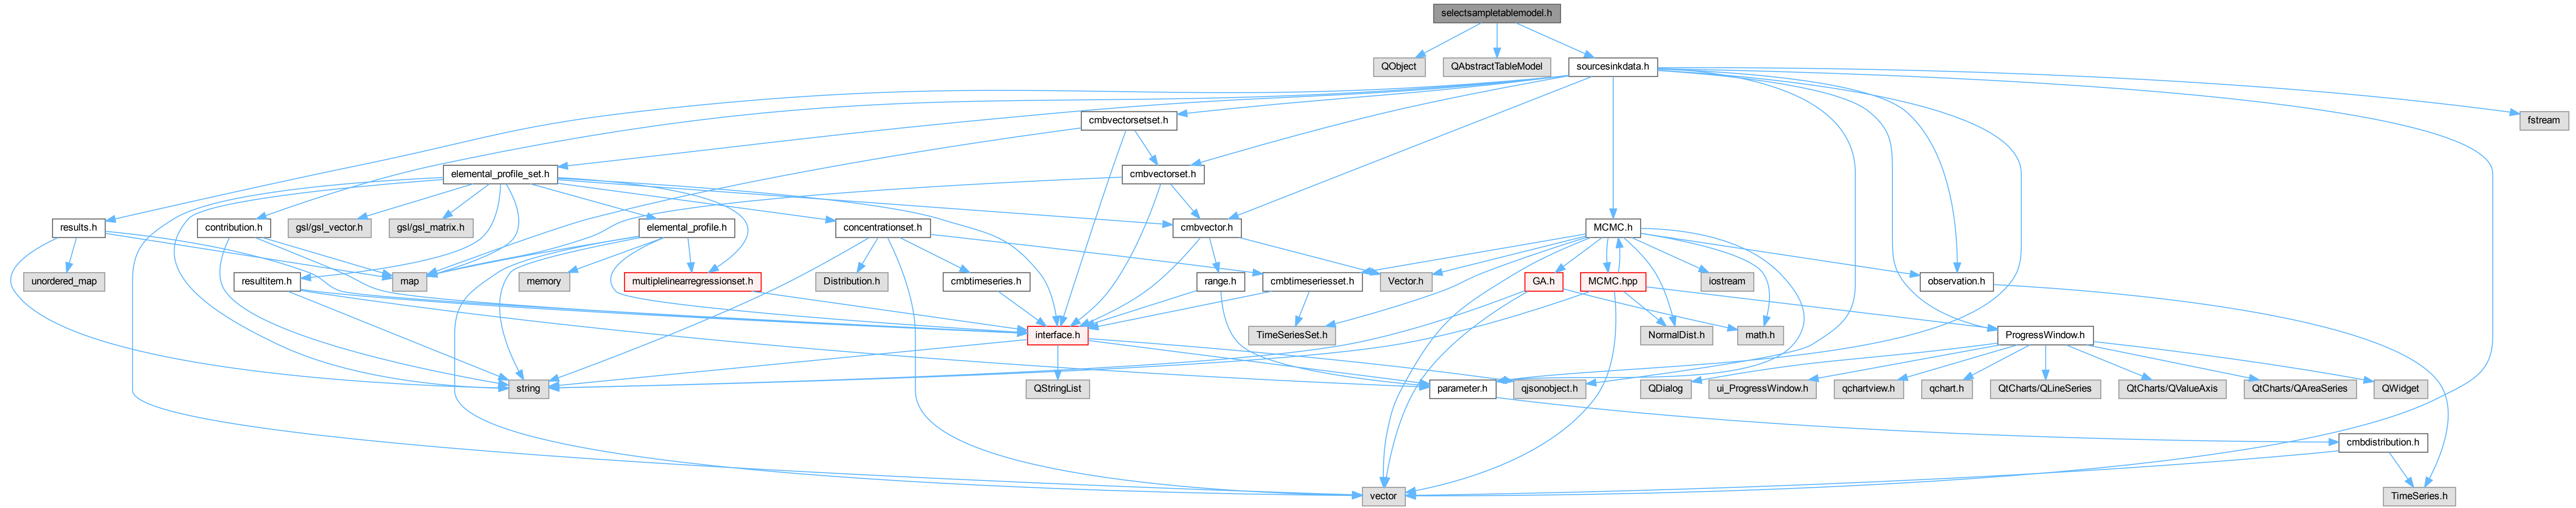 selectsampletablemodel.h
QObject
QAbstractTableModel
sourcesinkdata.h
cmbvectorsetset.h
fstream
elemental_profile_set.h
cmbvectorset.h
results.h
contribution.h
gsl/gsl_vector.h
gsl/gsl_matrix.h
elemental_profile.h
concentrationset.h
cmbvector.h
MCMC.h
unordered_map
resultitem.h
map
memory
multiplelinearregressionset.h
Distribution.h
cmbtimeseries.h
range.h
cmbtimeseriesset.h
Vector.h
GA.h
MCMC.hpp
iostream
observation.h
interface.h
TimeSeriesSet.h
NormalDist.h
math.h
ProgressWindow.h
string
QStringList
parameter.h
qjsonobject.h
QDialog
ui_ProgressWindow.h
qchartview.h
qchart.h
QtCharts/QLineSeries
QtCharts/QValueAxis
QtCharts/QAreaSeries
QWidget
cmbdistribution.h
vector
TimeSeries.h